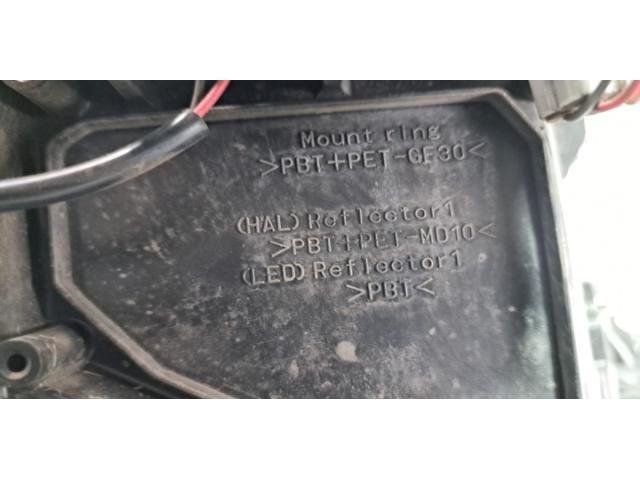 Mount ring
>PBT+PET-GF30<
(HAL) Reflector1
>PBT+PET-MD10<
(LED) Reflector1
>PBT<